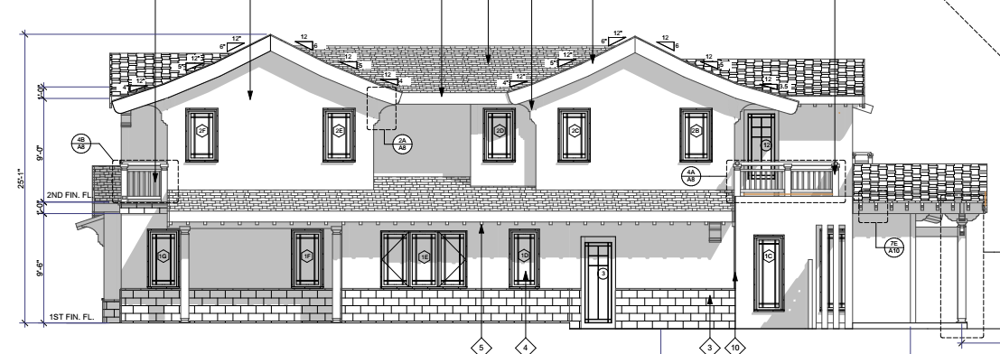 12"
6"
12
6
12"
6"
12"
6
12"
5"
12
5
12
5"
12
5
12"
4"
12
4
12
4"
12
3.5
1'-0"
9'-0"
25'-1"
1'-0"
9'-6"
2F
2E
2D
2C
2B
12
4B
A8
2A
A8
4A
A8
2ND FIN. FL.
7E
A10
1G
1F
1E
1D
3
1C
1ST FIN. FL.
5
4
3
10